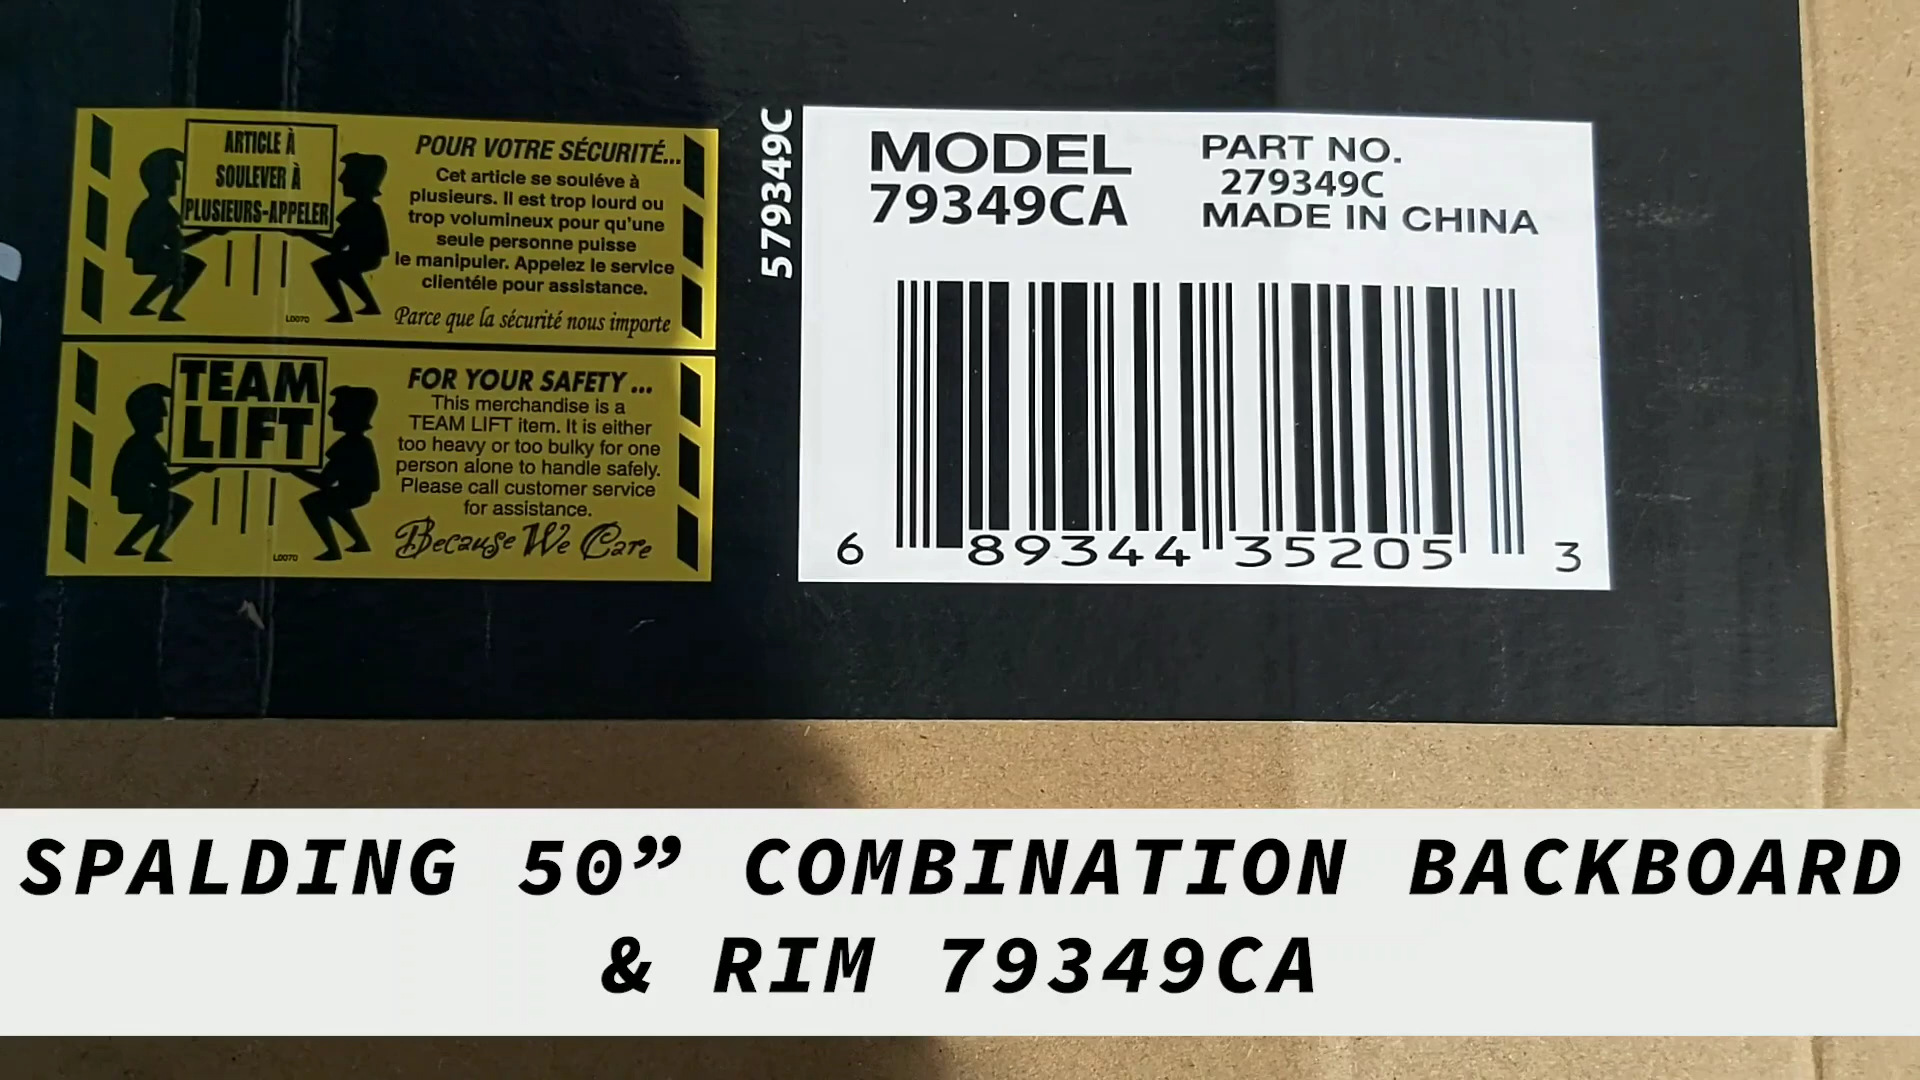 ARTICLE À
SOULEVER À
PLUSIEURS-APPELER
POUR VOTRE SÉCURITÉ...
Cet article se souléve à
plusieurs. Il est trop lourd ou
trop volumineux pour qu'une
seule personne puisse
le manipuler. Appelez le service
clientéle pour assistance.
Parce que la sécurité nous importe
L0070
TEAM
LIFT
FOR YOUR SAFETY ...
This merchandise is a
TEAM LIFT item. It is either
too heavy or too bulky for one
person alone to handle safely.
Please call customer service
for assistance.
Because We Care
L0070
579349C
MODEL
79349CA
PART NO.
279349C
MADE IN CHINA
6 89344 35205 3
SPALDING 50” COMBINATION BACKBOARD
& RIM 79349CA